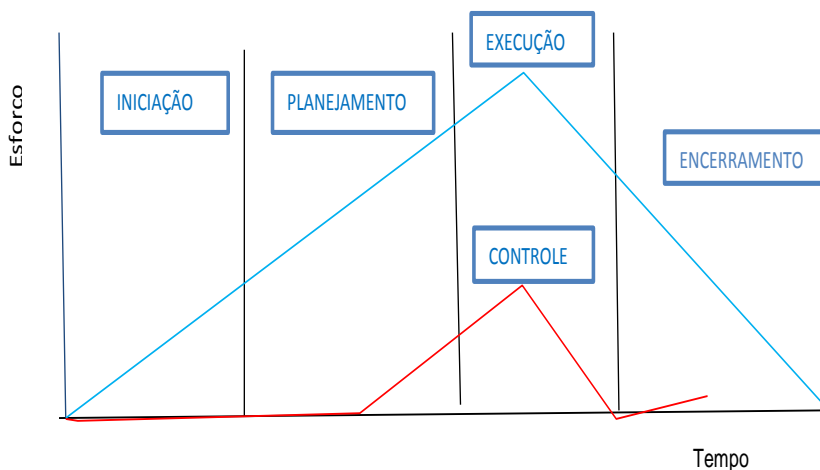 EXECUÇÃO
INICIAÇÃO
PLANEJAMENTO
Esforco
ENCERRAMENTO
CONTROLE
Tempo